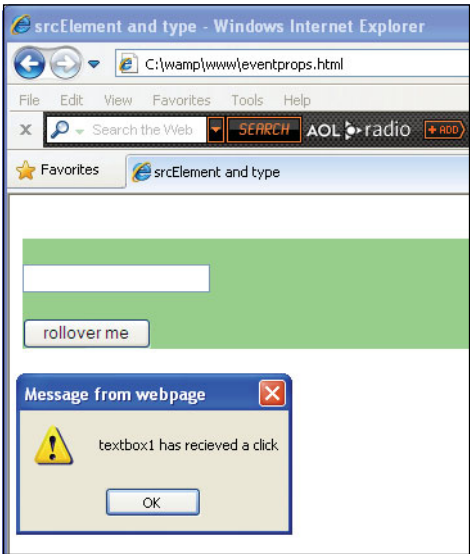 srcElement and type - Windows Internet Explorer
C:\wamp\www\eventprops.html
File Edit View Favorites Tools Help
x Search the Web SEARCH AOL radio + ADD
Favorites srcElement and type
rollover me
Message from webpage
textbox1 has recieved a click
OK